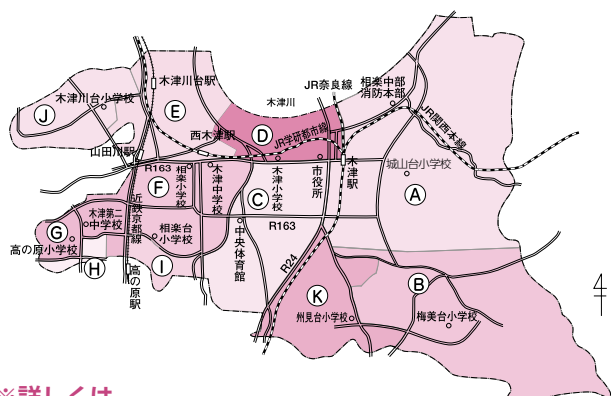 JR奈良線
相楽中部
消防本部
木津川台駅
木津川台小学校
木津川
J
E
JR関西本線
西木津駅
D
JR学研都市線
山田川駅
R163
相楽小学校
木津中学校
木津小学校
市役所
木津駅
城山台小学校
F
C
A
近鉄京都線
木津第二
中学校
相楽台
小学校
R163
G
高の原小学校
中央体育館
H
I
高の原駅
R24
B
K
州見台小学校
梅美台小学校
4
※詳しくは